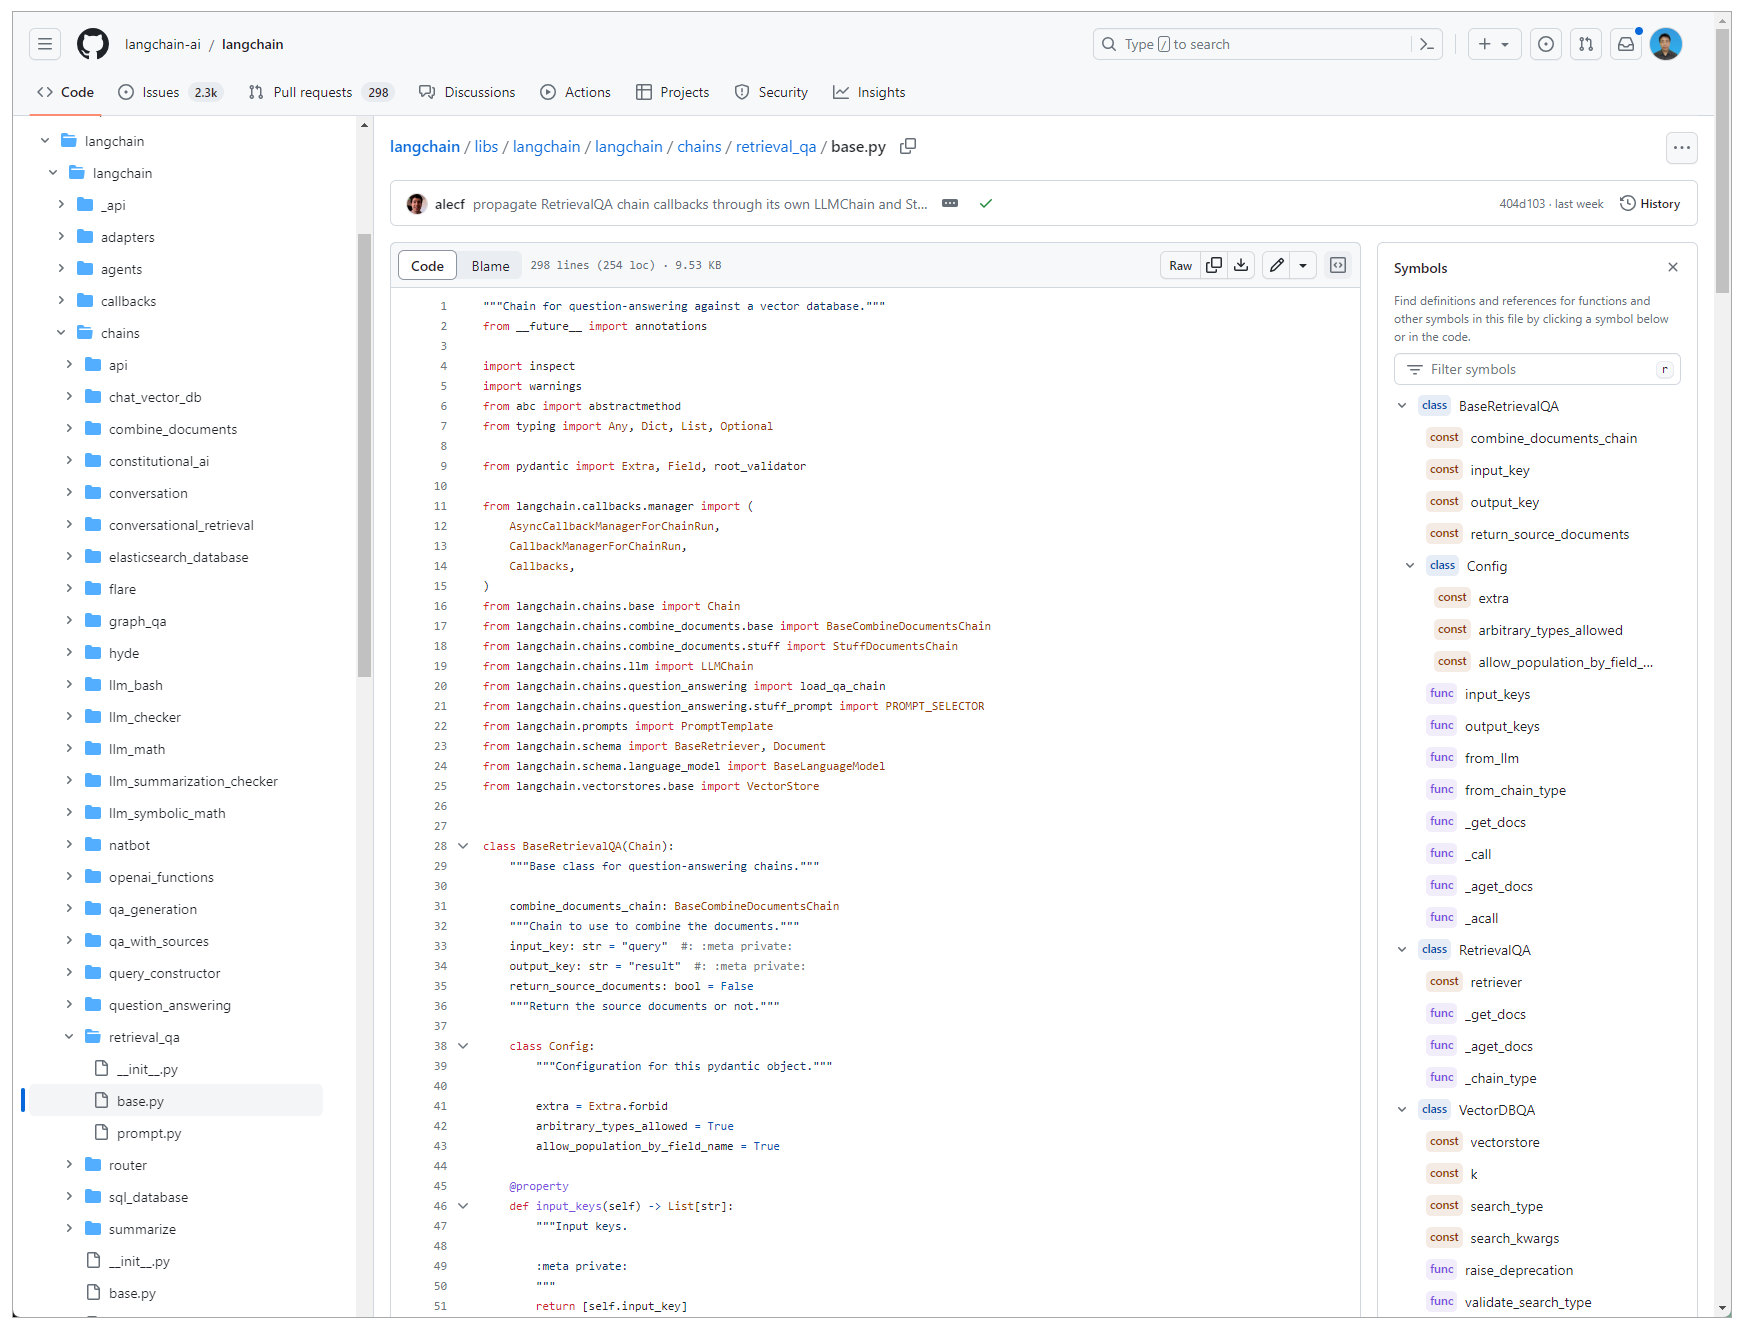 langchain-ai / langchain
Type / to search
Code
Issues 2.3k
Pull requests 298
Discussions
Actions
Projects
Security
Insights
langchain
langchain
_api
adapters
agents
callbacks
chains
api
chat_vector_db
combine_documents
constitutional_ai
conversation
conversational_retrieval
elasticsearch_database
flare
graph_qa
hyde
llm_bash
llm_checker
llm_math
llm_summarization_checker
llm_symbolic_math
natbot
openai_functions
qa_generation
qa_with_sources
query_constructor
question_answering
retrieval_qa
__init__.py
base.py
prompt.py
router
sql_database
summarize
__init__.py
base.py
langchain / libs / langchain / langchain / chains / retrieval_qa / base.py
alecf propagate RetrievalQA chain callbacks through its own LLMChain and St...
404d103 · last week
History
Code
Blame
298 lines (254 loc) · 9.53 KB
Raw
1 """Chain for question-answering against a vector database."""
2 from __future__ import annotations
3
4 import inspect
5 import warnings
6 from abc import abstractmethod
7 from typing import Any, Dict, List, Optional
8
9 from pydantic import Extra, Field, root_validator
10
11 from langchain.callbacks.manager import (
12     AsyncCallbackManagerForChainRun,
13     CallbackManagerForChainRun,
14     Callbacks,
15 )
16 from langchain.chains.base import Chain
17 from langchain.chains.combine_documents.base import BaseCombineDocumentsChain
18 from langchain.chains.combine_documents.stuff import StuffDocumentsChain
19 from langchain.chains.llm import LLMChain
20 from langchain.chains.question_answering import load_qa_chain
21 from langchain.chains.question_answering.stuff_prompt import PROMPT_SELECTOR
22 from langchain.prompts import PromptTemplate
23 from langchain.schema import BaseRetriever, Document
24 from langchain.schema.language_model import BaseLanguageModel
25 from langchain.vectorstores.base import VectorStore
26
27
28 class BaseRetrievalQA(Chain):
29     """Base class for question-answering chains."""
30
31     combine_documents_chain: BaseCombineDocumentsChain
32     """Chain to use to combine the documents."""
33     input_key: str = "query"  #: :meta private:
34     output_key: str = "result"  #: :meta private:
35     return_source_documents: bool = False
36     """Return the source documents or not."""
37
38     class Config:
39         """Configuration for this pydantic object."""
40
41         extra = Extra.forbid
42         arbitrary_types_allowed = True
43         allow_population_by_field_name = True
44
45     @property
46     def input_keys(self) -> List[str]:
47         """Input keys.
48
49         :meta private:
50         """
51         return [self.input_key]
Symbols
Find definitions and references for functions and
other symbols in this file by clicking a symbol below
or in the code.
Filter symbols r
class BaseRetrievalQA
const combine_documents_chain
const input_key
const output_key
const return_source_documents
class Config
const extra
const arbitrary_types_allowed
const allow_population_by_field_...
func input_keys
func output_keys
func from_llm
func from_chain_type
func _get_docs
func _call
func _aget_docs
func _acall
class RetrievalQA
const retriever
func _get_docs
func _aget_docs
func _chain_type
class VectorDBQA
const vectorstore
const k
const search_type
const search_kwargs
func raise_deprecation
func validate_search_type